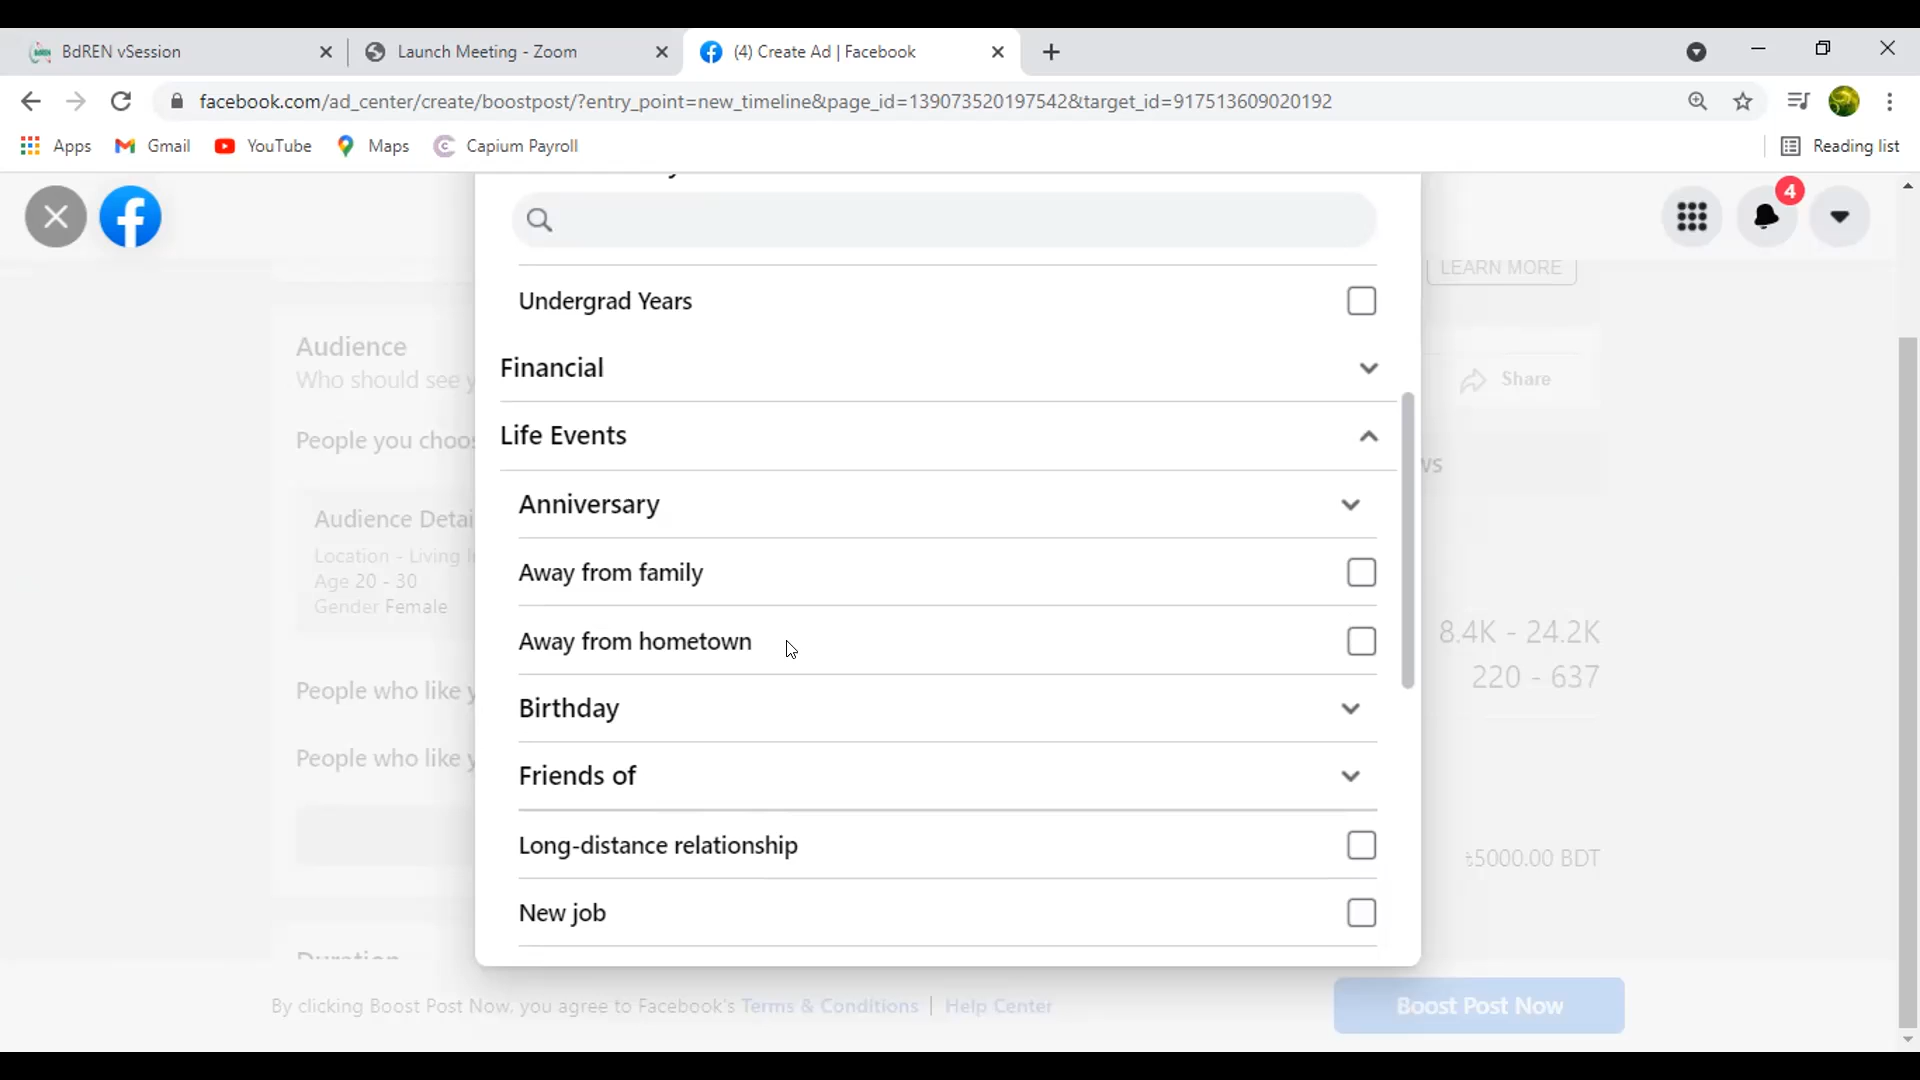 BdREN vSession
Launch Meeting - Zoom
(4) Create Ad | Facebook
facebook.com/ad_center/create/boostpost/?entry_point=new_timeline&page_id=139073520197542&target_id=917513609020192
Apps
Gmail
YouTube
Maps
Capium Payroll
Reading list
4
LEARN MORE
Undergrad Years
Audience
Who should see
Financial
Share
People you choos
Life Events
ws
Anniversary
Audience Detai
Location - Living
Away from family
Age 20 - 30
Gender Female
8.4K - 24.2K
Away from hometown
220 - 637
People who like y
Birthday
People who like y
Friends of
Long-distance relationship
৳5000.00 BDT
New job
Duration
By clicking Boost Post Now, you agree to Facebook's Terms & Conditions | Help Center
Boost Post Now